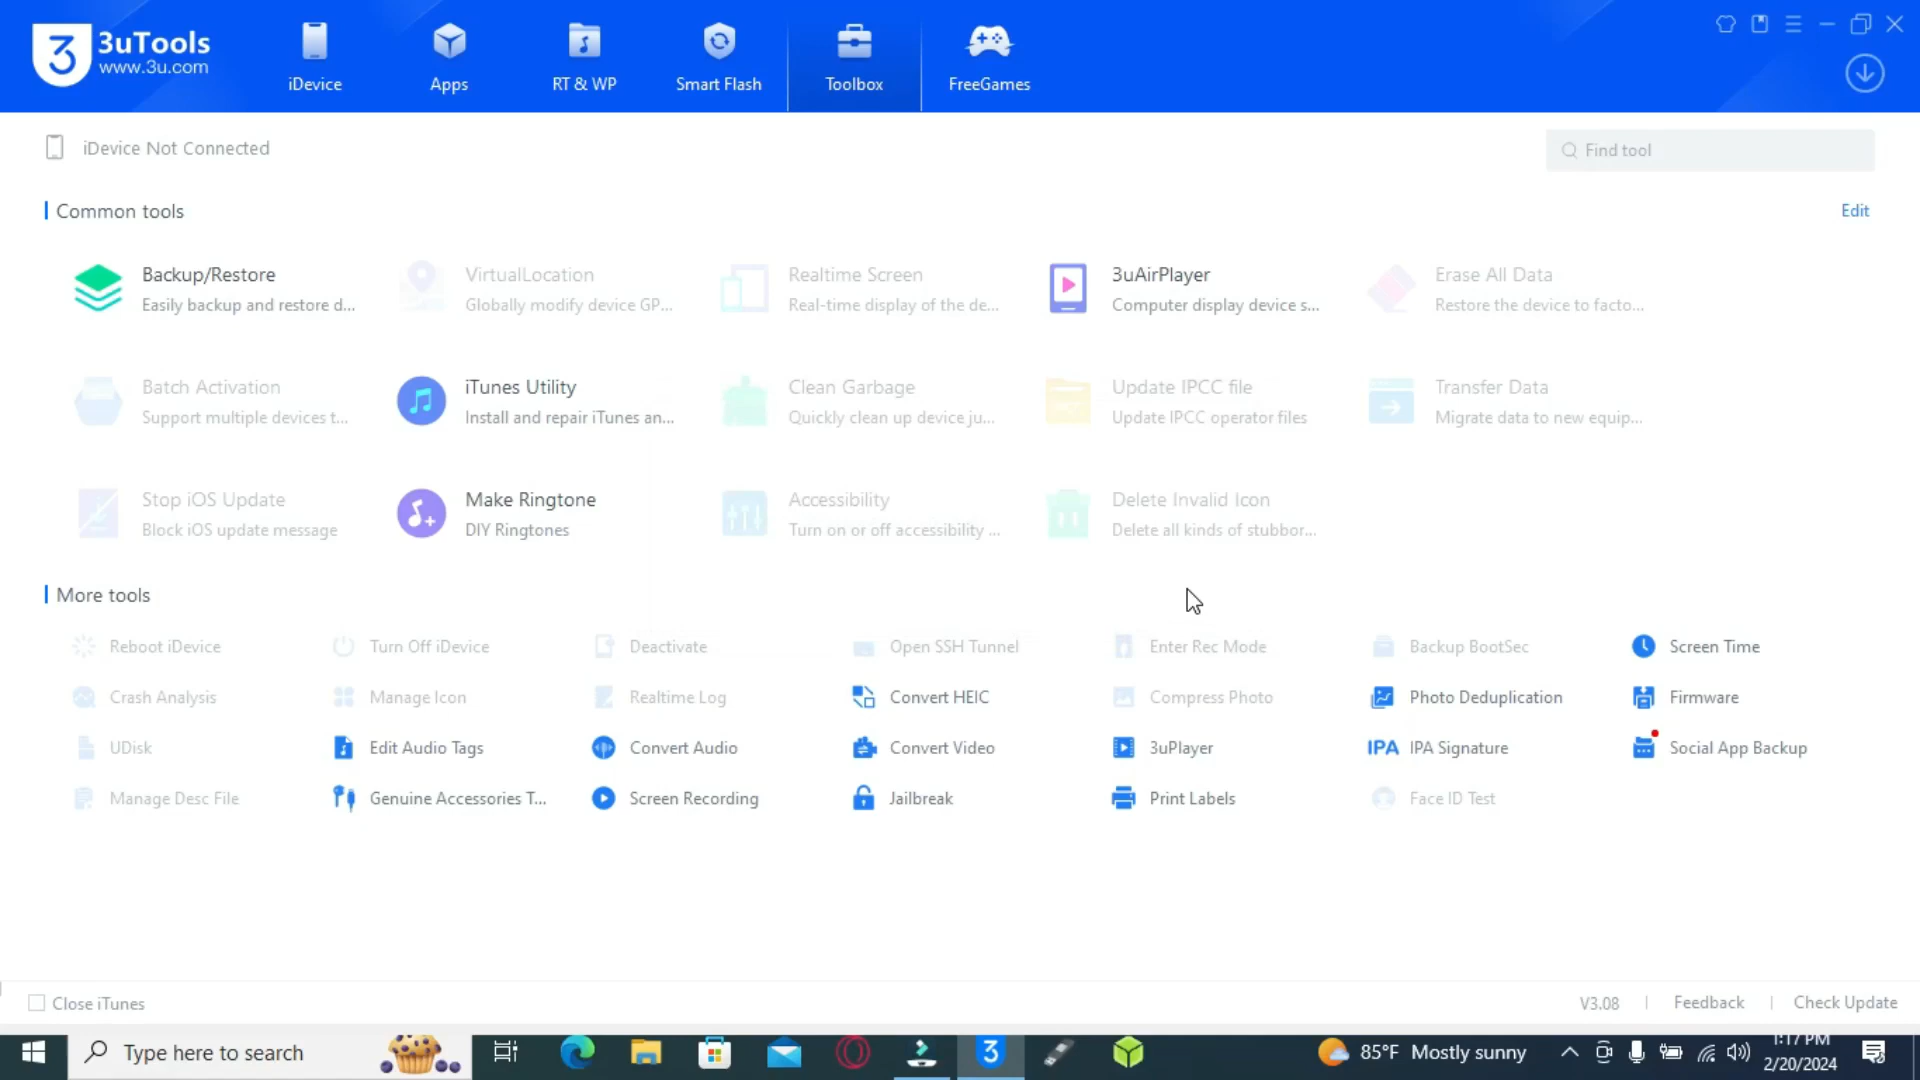 3uTools
www.3u.com
iDevice
Apps
RT & WP
Smart Flash
Toolbox
FreeGames
iDevice Not Connected
Find tool
Common tools
Edit
Backup/Restore
Easily backup and restore d...
VirtualLocation
Globally modify device GP...
Realtime Screen
Real-time display of the de...
3uAirPlayer
Computer display device s...
Erase All Data
Restore the device to facto...
Batch Activation
Support multiple devices t...
iTunes Utility
Install and repair iTunes an...
Clean Garbage
Quickly clean up device ju...
Update IPCC file
Update IPCC operator files
Transfer Data
Migrate data to new equip...
Stop iOS Update
Block iOS update message
Make Ringtone
DIY Ringtones
Accessibility
Turn on or off accessibility ...
Delete Invalid Icon
Delete all kinds of stubbor...
More tools
Reboot iDevice
Turn Off iDevice
Deactivate
Open SSH Tunnel
Enter Rec Mode
Backup BootSec
Screen Time
Crash Analysis
Manage Icon
Realtime Log
Convert HEIC
Compress Photo
Photo Deduplication
Firmware
UDisk
Edit Audio Tags
Convert Audio
Convert Video
3uPlayer
IPA IPA Signature
Social App Backup
Manage Desc File
Genuine Accessories T...
Screen Recording
Jailbreak
Print Labels
Face ID Test
Close iTunes
V3.08
Feedback
Check Update
Type here to search
3
85°F Mostly sunny
1:17 PM
2/20/2024